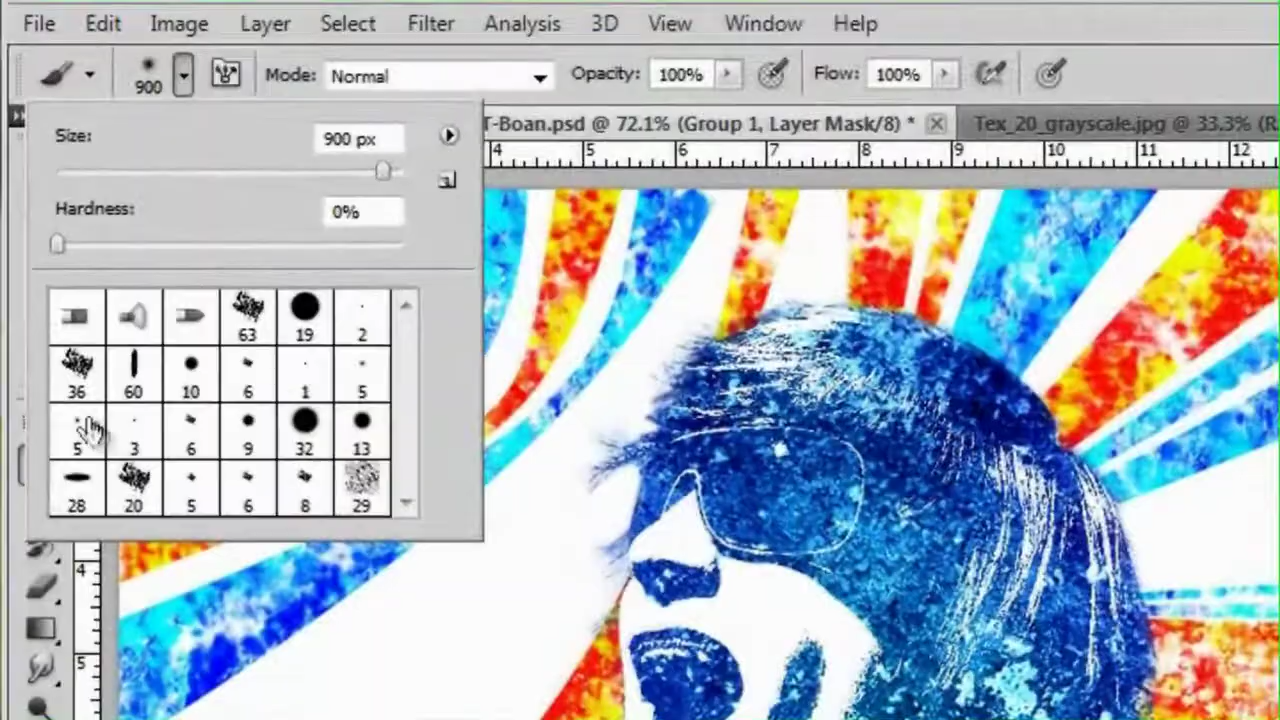 File Edit Image Layer Select Filter Analysis 3D View Window Help
900 Mode: Normal Opacity: 100% Flow: 100%
T-Boan.psd @ 72.1% (Group 1, Layer Mask/8) * Tex_20_grayscale.jpg @ 33.3% (R
Size: 900 px
4 5 6 7 8 9 10 11 12
Hardness: 0%
63 19 2
36 60 10 6 1 5
5 3 6 9 32 13
28 20 5 6 8 29
4
5